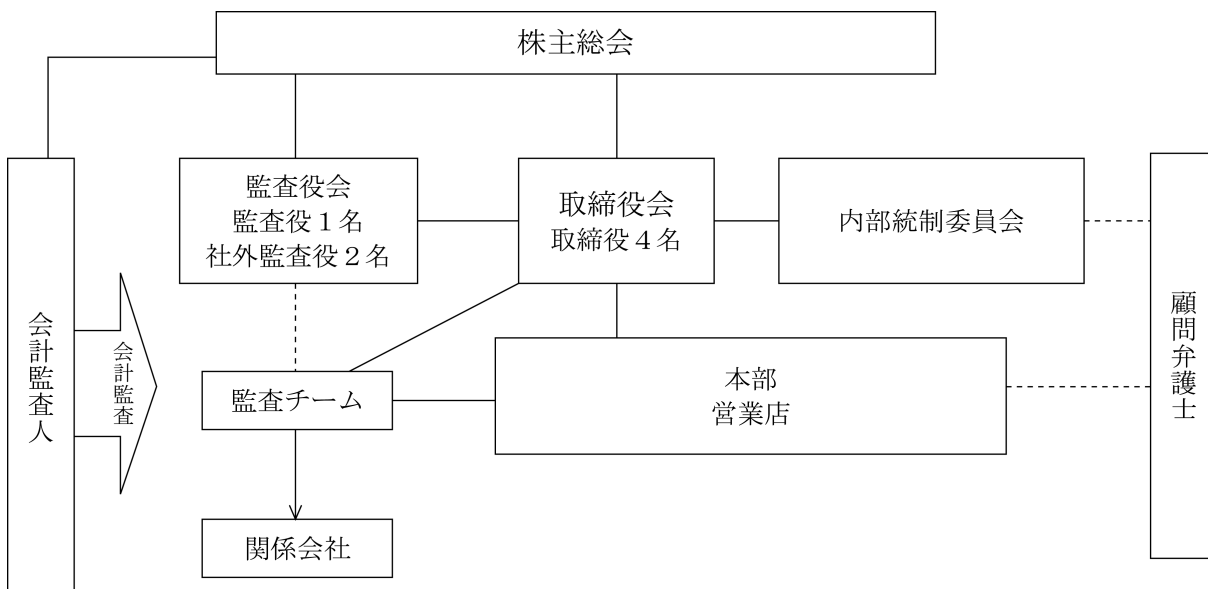 株主総会
監査役会
監査役１名
社外監査役２名
取締役会
取締役４名
内部統制委員会
会計監査人
会計監査
顧問弁護士
監査チーム
本部
営業店
関係会社